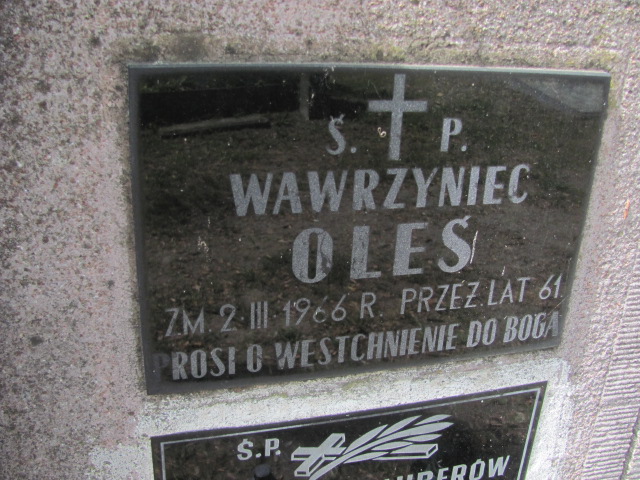 Ś. P.
WAWRZYNIEC
OLEŚ
ZM. 2 III 1966 R. PRZEŻ. LAT 61.
PROSI O WESTCHNIENIE DO BOGA
Ś.P.